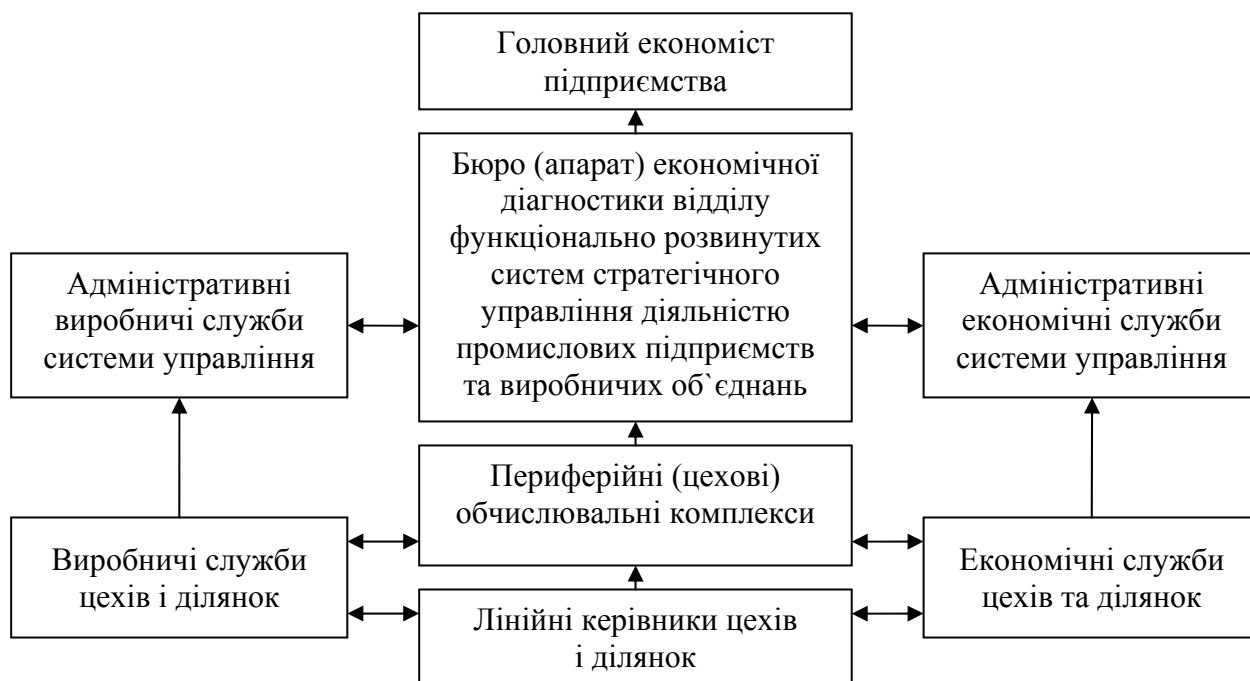 Головний економіст
підприємства
Бюро (апарат) економічної
діагностики відділу
функціонально розвинутих
систем стратегічного
управління діяльністю
промислових підприємств
та виробничих об`єднань
Адміністративні
виробничі служби
системи управління
Адміністративні
економічні служби
системи управління
Периферійні (цехові)
обчислювальні комплекси
Виробничі служби
цехів і ділянок
Економічні служби
цехів та ділянок
Лінійні керівники цехів
і ділянок